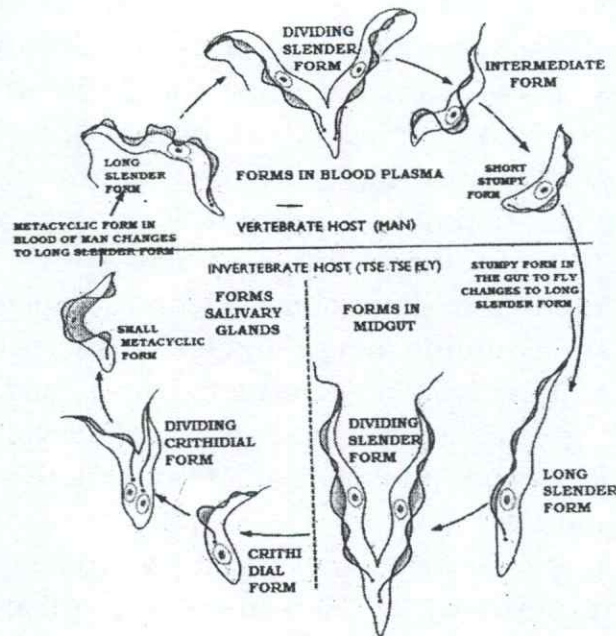 DIVIDING
SLENDER
FORM
INTERMEDIATE
FORM
LONG
SLENDER
FORM
FORMS IN BLOOD PLASMA
SHORT
STUMPY
FORM
METACYCLIC FORM IN
BLOOD OF MAN CHANGES
TO LONG SLENDER FORM
VERTEBRATE HOST (MAN)
INVERTEBRATE HOST (TSE TSE FLY)
STUMPY FORM IN
THE GUT TO FLY
CHANGES TO LONG
SLENDER FORM
FORMS
SALIVARY
GLANDS
FORMS IN
MIDGUT
SMALL
METACYCLIC
FORM
DIVIDING
CRITHIDIAL
FORM
DIVIDING
SLENDER
FORM
LONG
SLENDER
FORM
CRITHI
DIAL
FORM